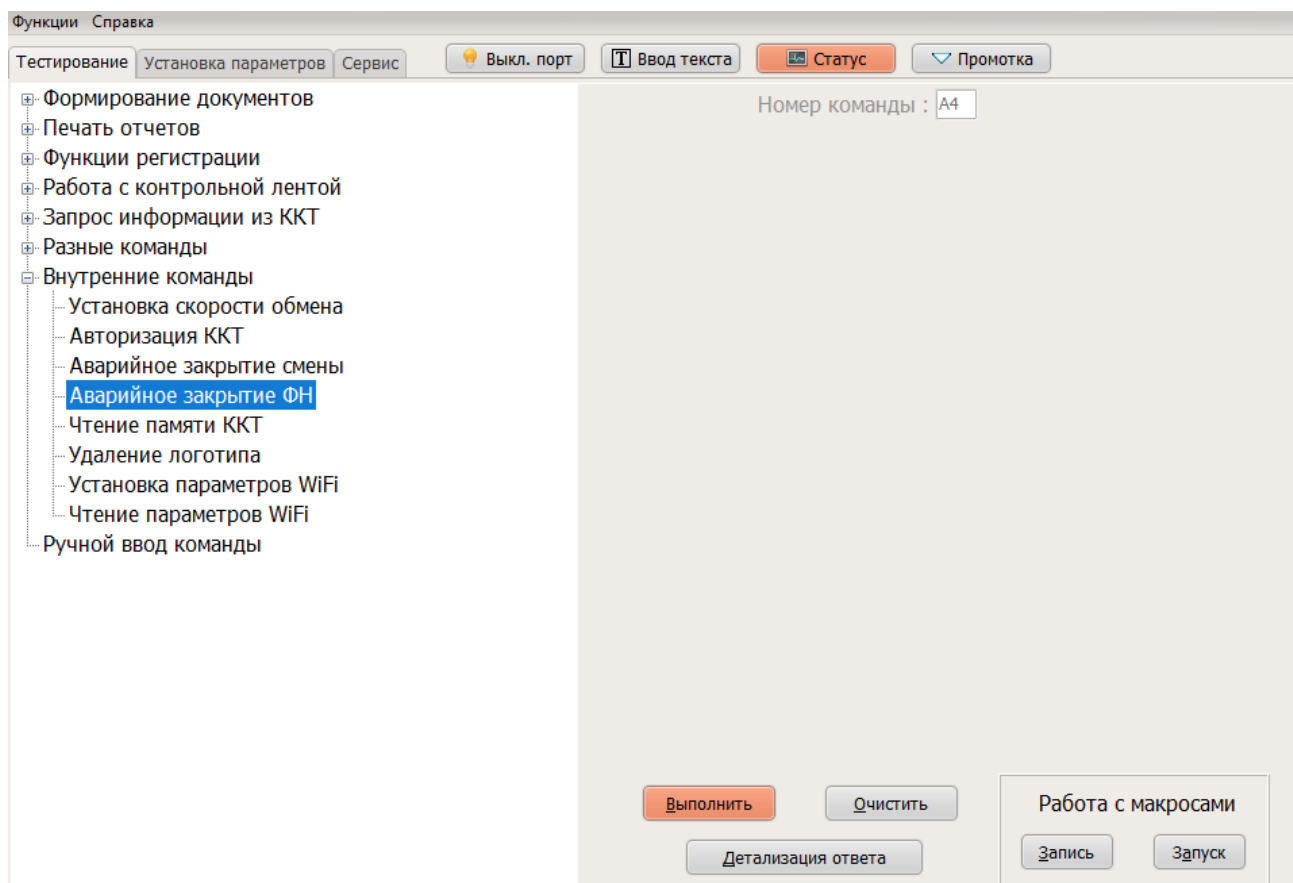 Функции Справка
Тестирование Установка параметров Сервис Выкл. порт Ввод текста Статус Промотка
Формирование документов
Печать отчетов
Функции регистрации
Работа с контрольной лентой
Запрос информации из ККТ
Разные команды
Внутренние команды
Установка скорости обмена
Авторизация ККТ
Аварийное закрытие смены
Аварийное закрытие ФН
Чтение памяти ККТ
Удаление логотипа
Установка параметров WiFi
Чтение параметров WiFi
Ручной ввод команды
Номер команды : A4
Выполнить Очистить
Детализация ответа
Работа с макросами
Запись Запуск